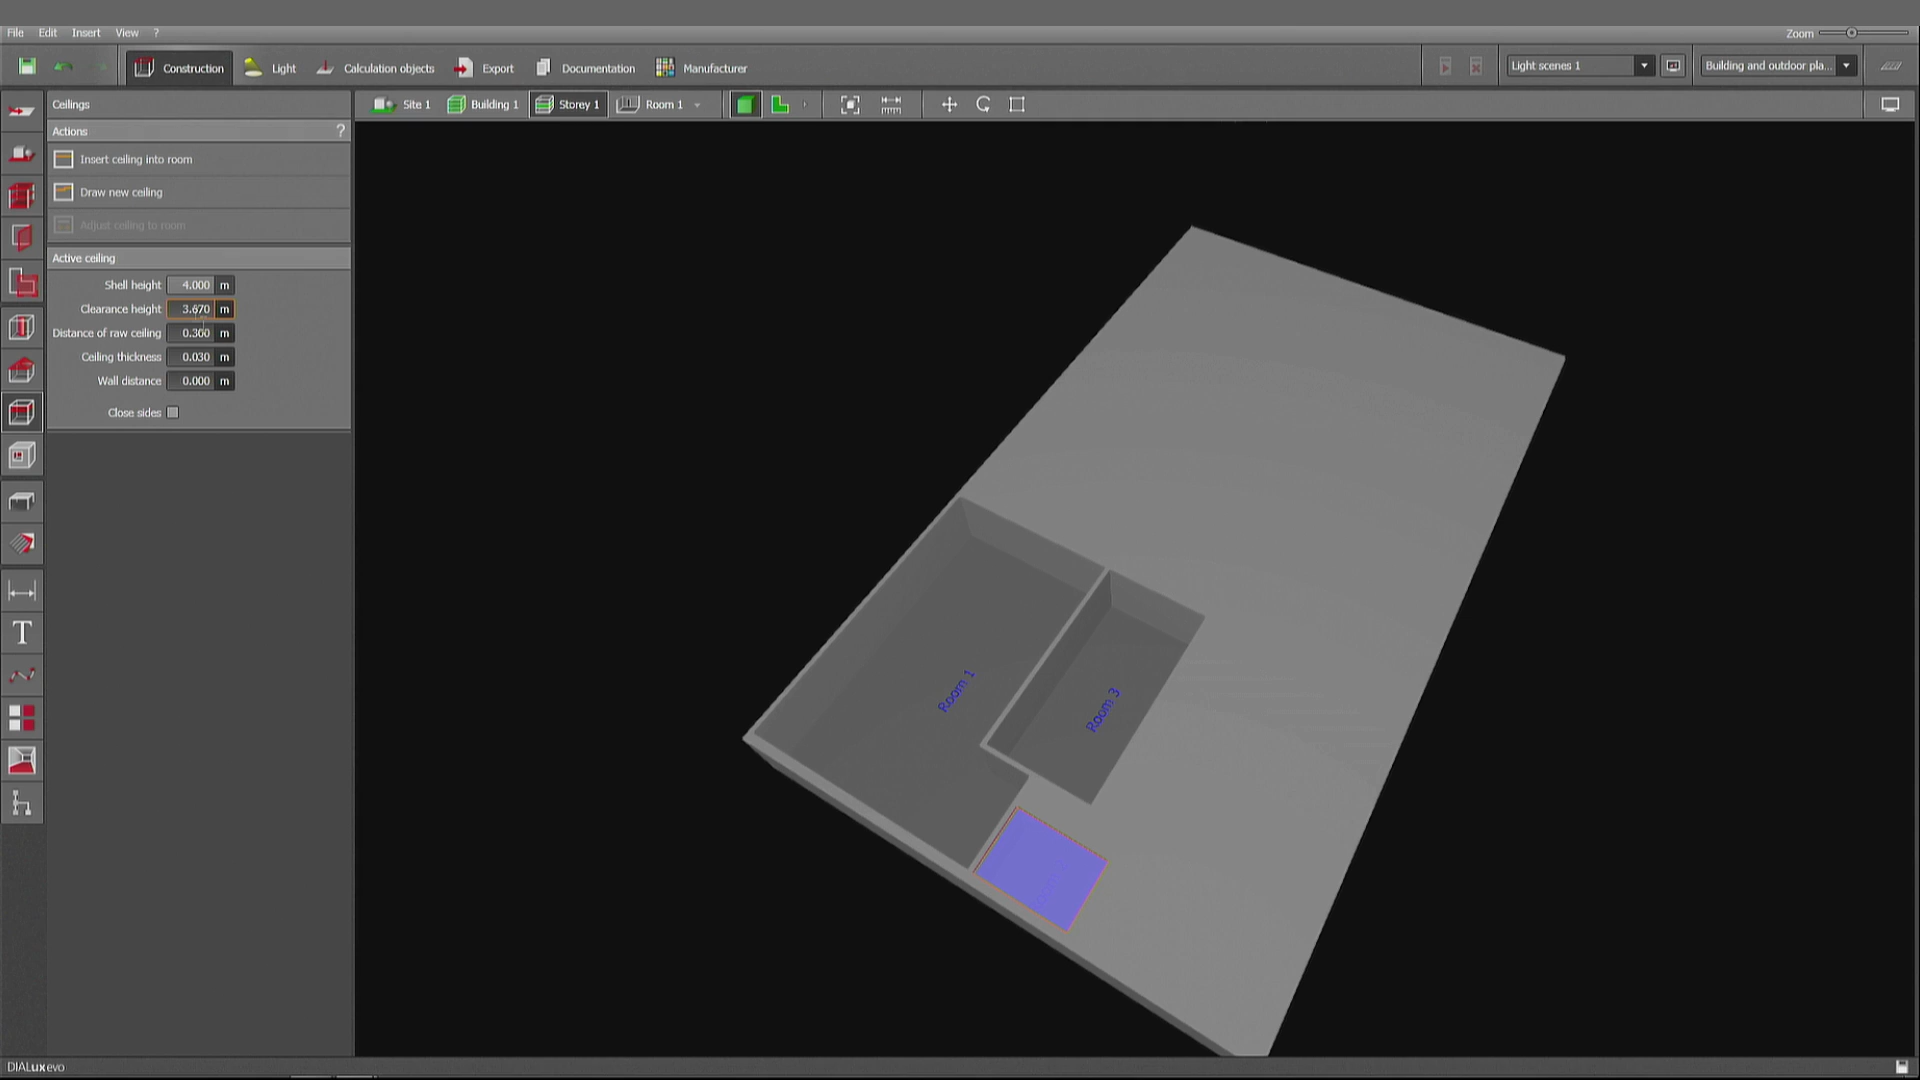 File Edit Insert View ?
Zoom
Construction Light Calculation objects Export Documentation Manufacturer
Light scenes 1
Building and outdoor pla...
Ceilings
Site 1 Building 1 Storey 1 Room 1
Actions ?
Insert ceiling into room
Draw new ceiling
Adjust ceiling to room
Active ceiling
Shell height 4.000 m
Clearance height 3.670 m
Distance of raw ceiling 0.300 m
Ceiling thickness 0.030 m
Wall distance 0.000 m
Close sides
T
Room 1
Room 3
DIALux evo